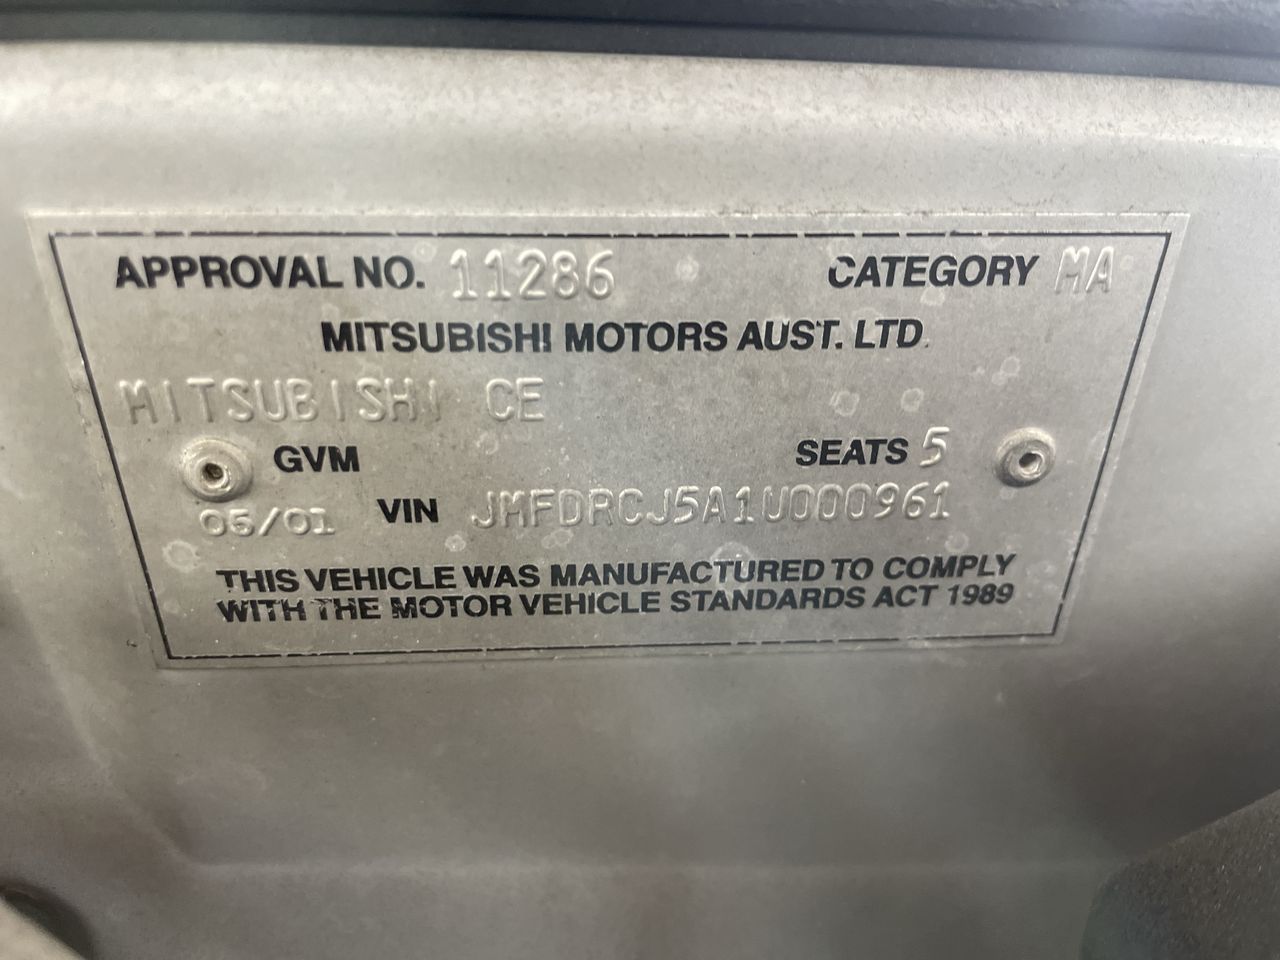 APPROVAL NO. 11286 CATEGORY MA
MITSUBISHI MOTORS AUST. LTD.
MITSUBISHI CE
GVM SEATS 5
05/01 VIN JMFDRCJ5A1U000961
THIS VEHICLE WAS MANUFACTURED TO COMPLY
WITH THE MOTOR VEHICLE STANDARDS ACT 1989